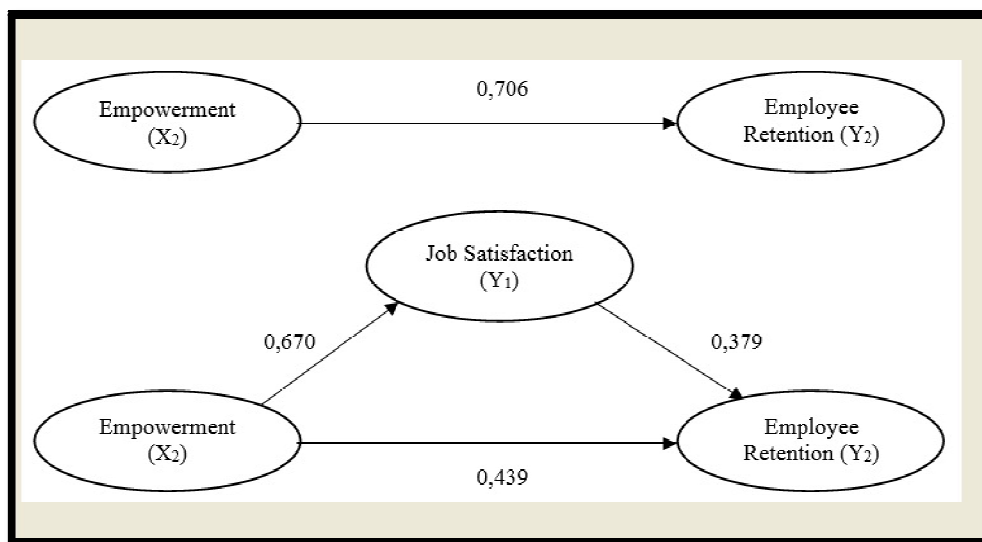 0,706
Empowerment
(X₂)
Employee
Retention (Y₂)
Job Satisfaction
(Y₁)
0,670
0,379
Empowerment
(X₂)
Employee
Retention (Y₂)
0,439